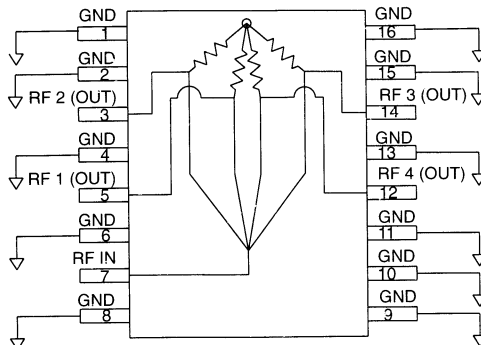 GND
1
GND
2
RF 2 (OUT)
3
GND
4
RF 1 (OUT)
5
GND
6
RF IN
7
GND
8
GND
16
GND
15
RF 3 (OUT)
14
GND
13
RF 4 (OUT)
12
GND
11
GND
10
GND
9